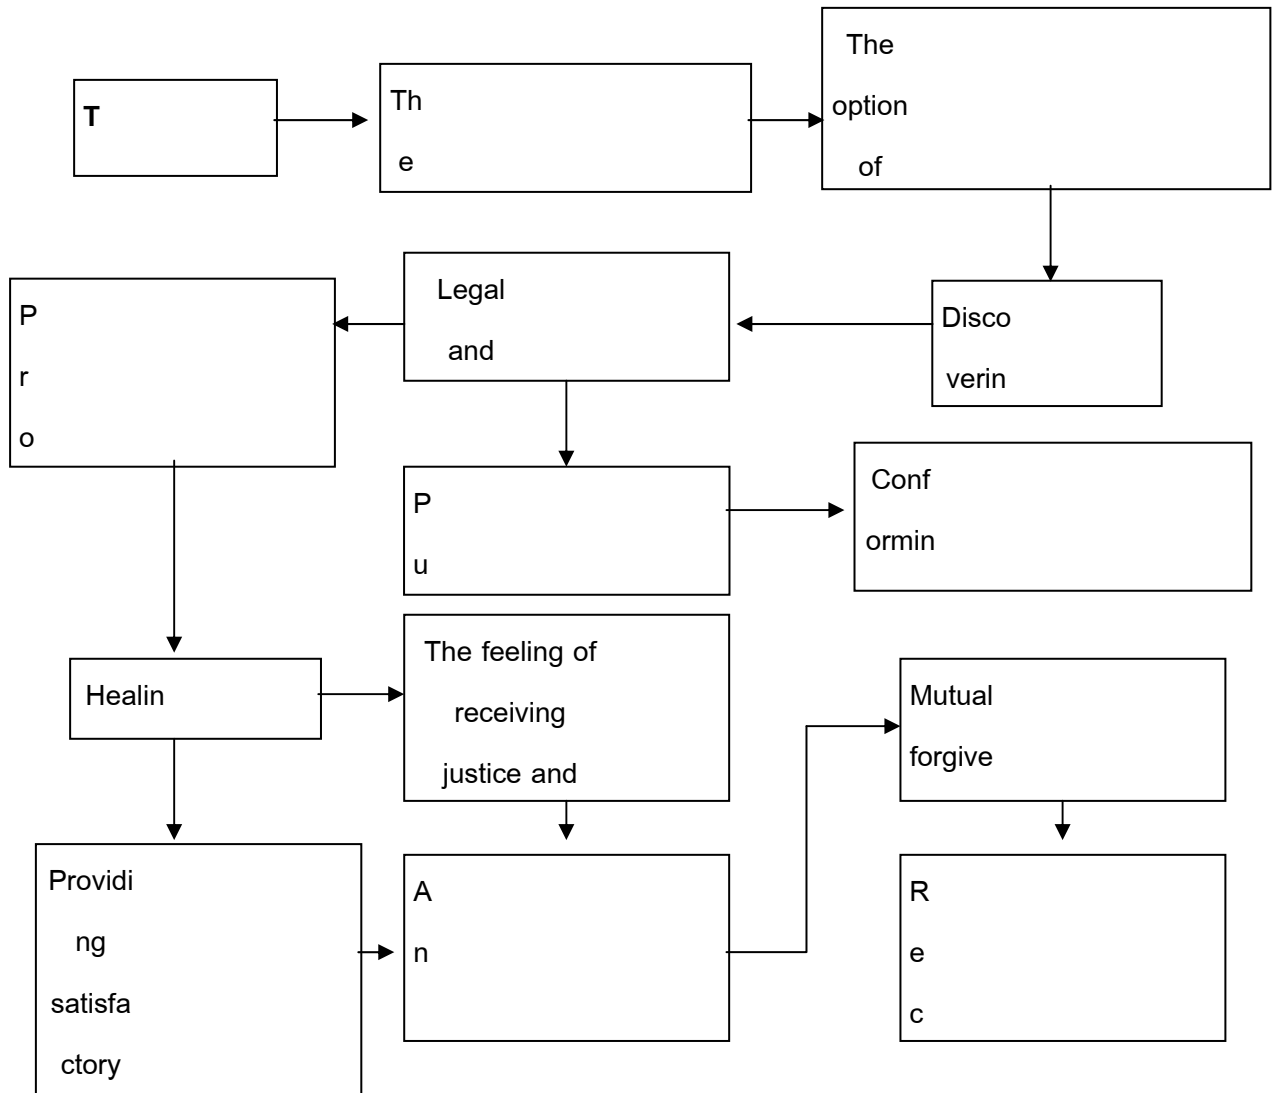 T
Th
e
The
option
of
P
r
o
Legal
and
Disco
verin
P
u
Conf
ormin
Healin
The feeling of
receiving
justice and
Mutual
forgive
Providi
ng
satisfa
ctory
A
n
R
e
c